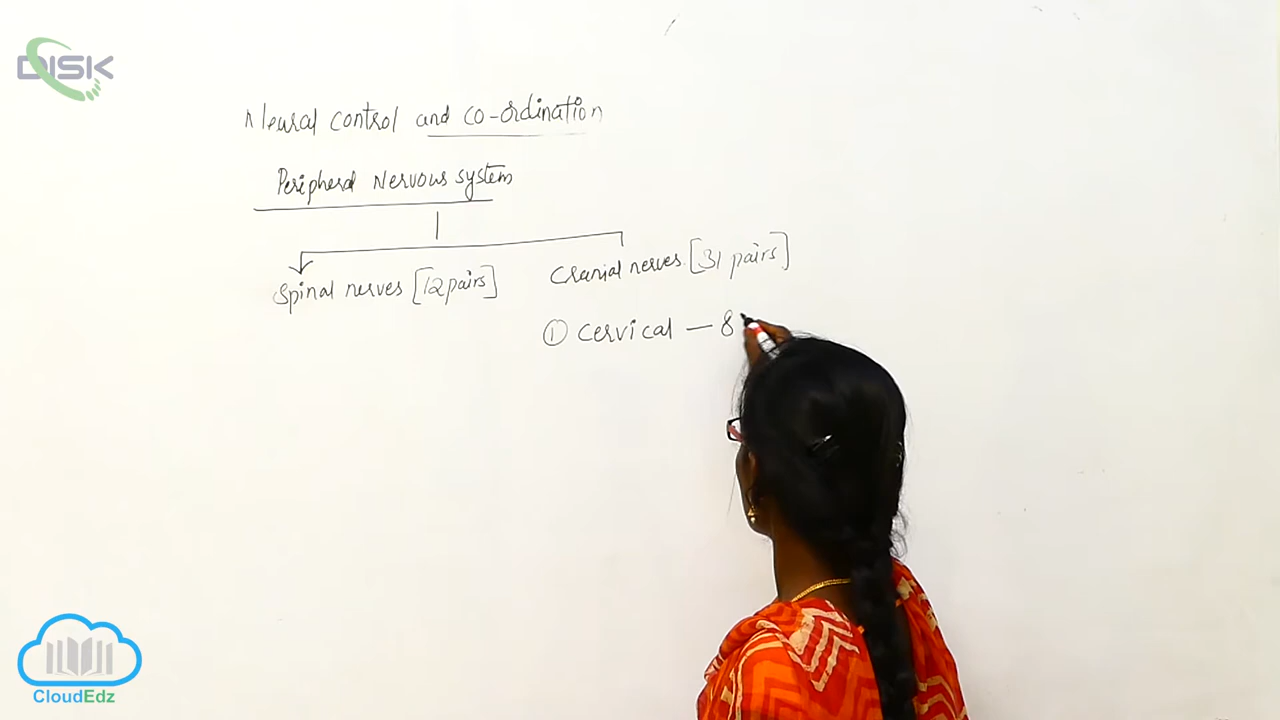 DISK
Neural control and co-ordination
Peripheral Nervous system
Spinal nerves [12 pairs]
Cranial nerves [31 pairs]
① Cervical — 8
CloudEdz